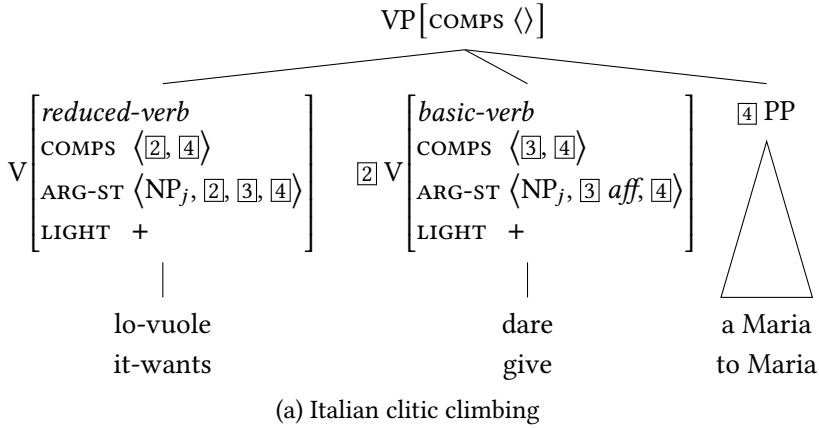 VP[COMPS ⟨⟩]
V[reduced-verb
COMPS ⟨2, 4⟩
ARG-ST ⟨NPj, 2, 3, 4⟩
LIGHT +]
2 V[basic-verb
COMPS ⟨3, 4⟩
ARG-ST ⟨NPj, 3 aff, 4⟩
LIGHT +]
4 PP
lo-vuole dare a Maria
it-wants give to Maria
(a) Italian clitic climbing